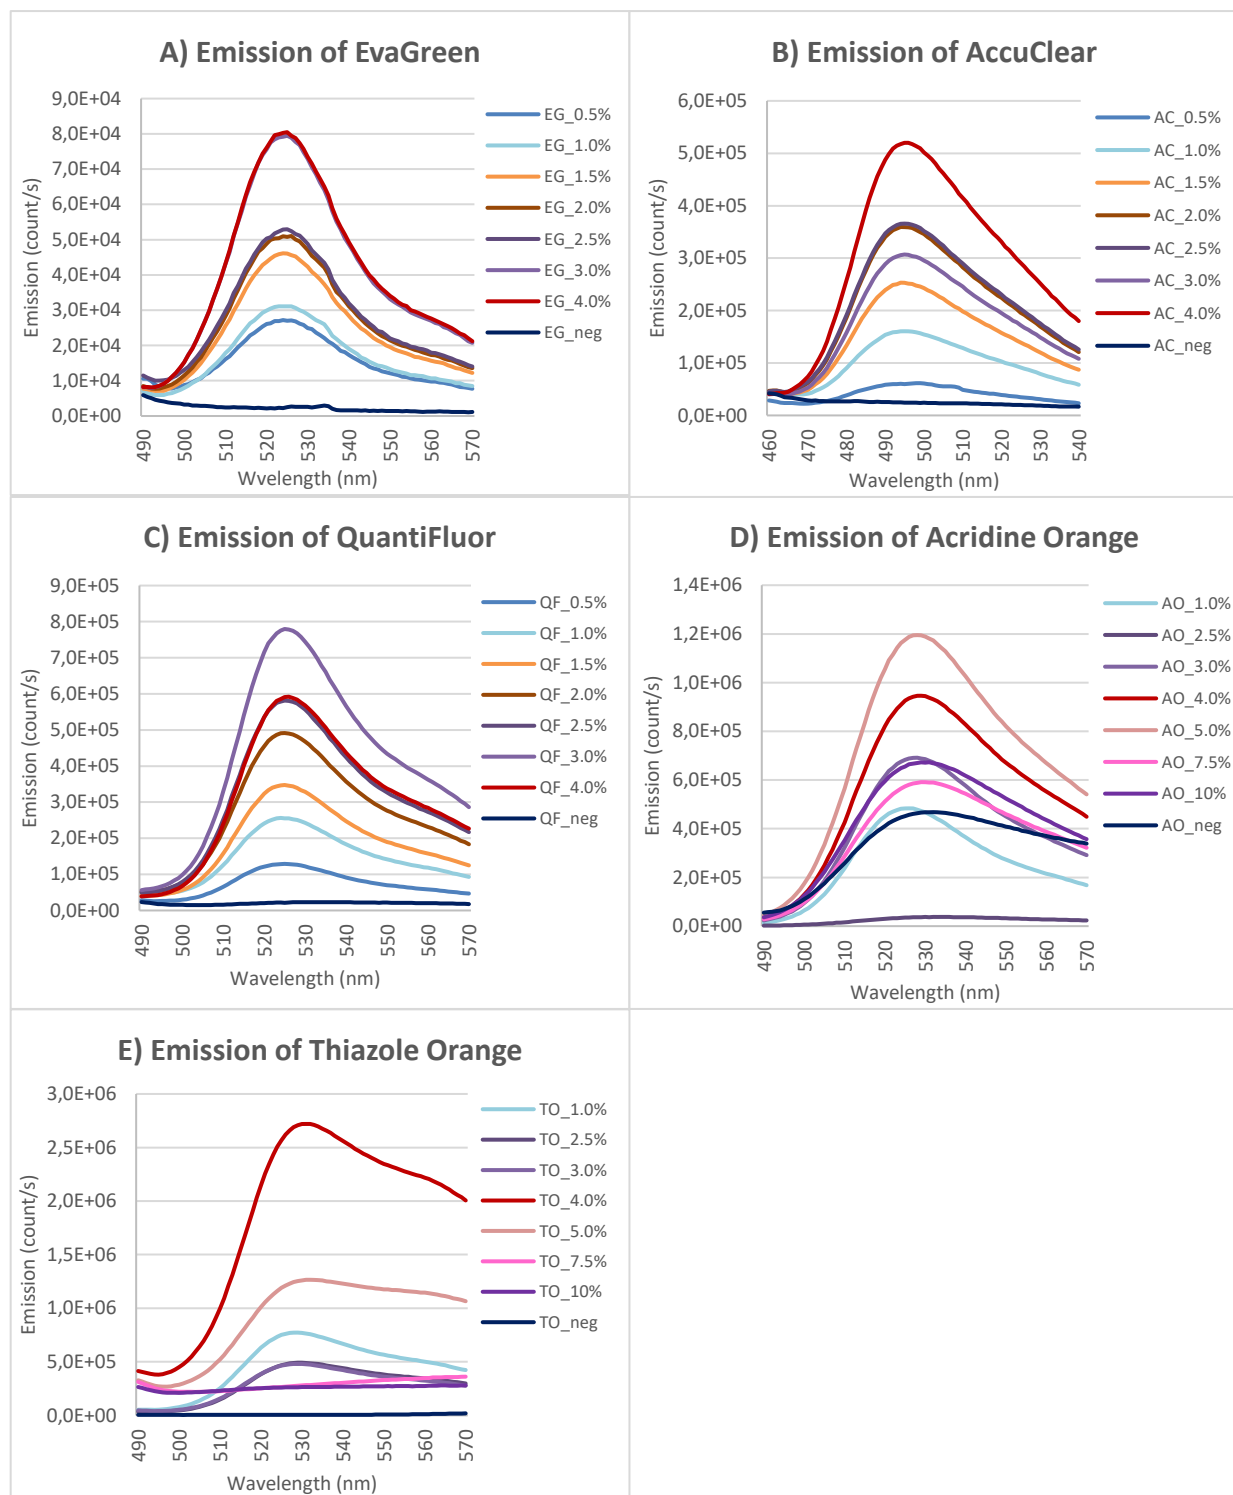 A) Emission of EvaGreen
Emission (count/s)
9,0E+04
8,0E+04
7,0E+04
6,0E+04
5,0E+04
4,0E+04
3,0E+04
2,0E+04
1,0E+04
0,0E+00
490
500
510
520
530
540
550
560
570
Wvelength (nm)
EG_0.5%
EG_1.0%
EG_1.5%
EG_2.0%
EG_2.5%
EG_3.0%
EG_4.0%
EG_neg
B) Emission of AccuClear
Emission (count/s)
6,0E+05
5,0E+05
4,0E+05
3,0E+05
2,0E+05
1,0E+05
0,0E+00
460
470
480
490
500
510
520
530
540
Wavelength (nm)
AC_0.5%
AC_1.0%
AC_1.5%
AC_2.0%
AC_2.5%
AC_3.0%
AC_4.0%
AC_neg
C) Emission of QuantiFluor
Emission (count/s)
9,0E+05
8,0E+05
7,0E+05
6,0E+05
5,0E+05
4,0E+05
3,0E+05
2,0E+05
1,0E+05
0,0E+00
490
500
510
520
530
540
550
560
570
Wavelength (nm)
QF_0.5%
QF_1.0%
QF_1.5%
QF_2.0%
QF_2.5%
QF_3.0%
QF_4.0%
QF_neg
D) Emission of Acridine Orange
Emission (count/s)
1,4E+06
1,2E+06
1,0E+06
8,0E+05
6,0E+05
4,0E+05
2,0E+05
0,0E+00
490
500
510
520
530
540
550
560
570
Wavelength (nm)
AO_1.0%
AO_2.5%
AO_3.0%
AO_4.0%
AO_5.0%
AO_7.5%
AO_10%
AO_neg
E) Emission of Thiazole Orange
Emission (count/s)
3,0E+06
2,5E+06
2,0E+06
1,5E+06
1,0E+06
5,0E+05
0,0E+00
490
500
510
520
530
540
550
560
570
Wavelength (nm)
TO_1.0%
TO_2.5%
TO_3.0%
TO_4.0%
TO_5.0%
TO_7.5%
TO_10%
TO_neg